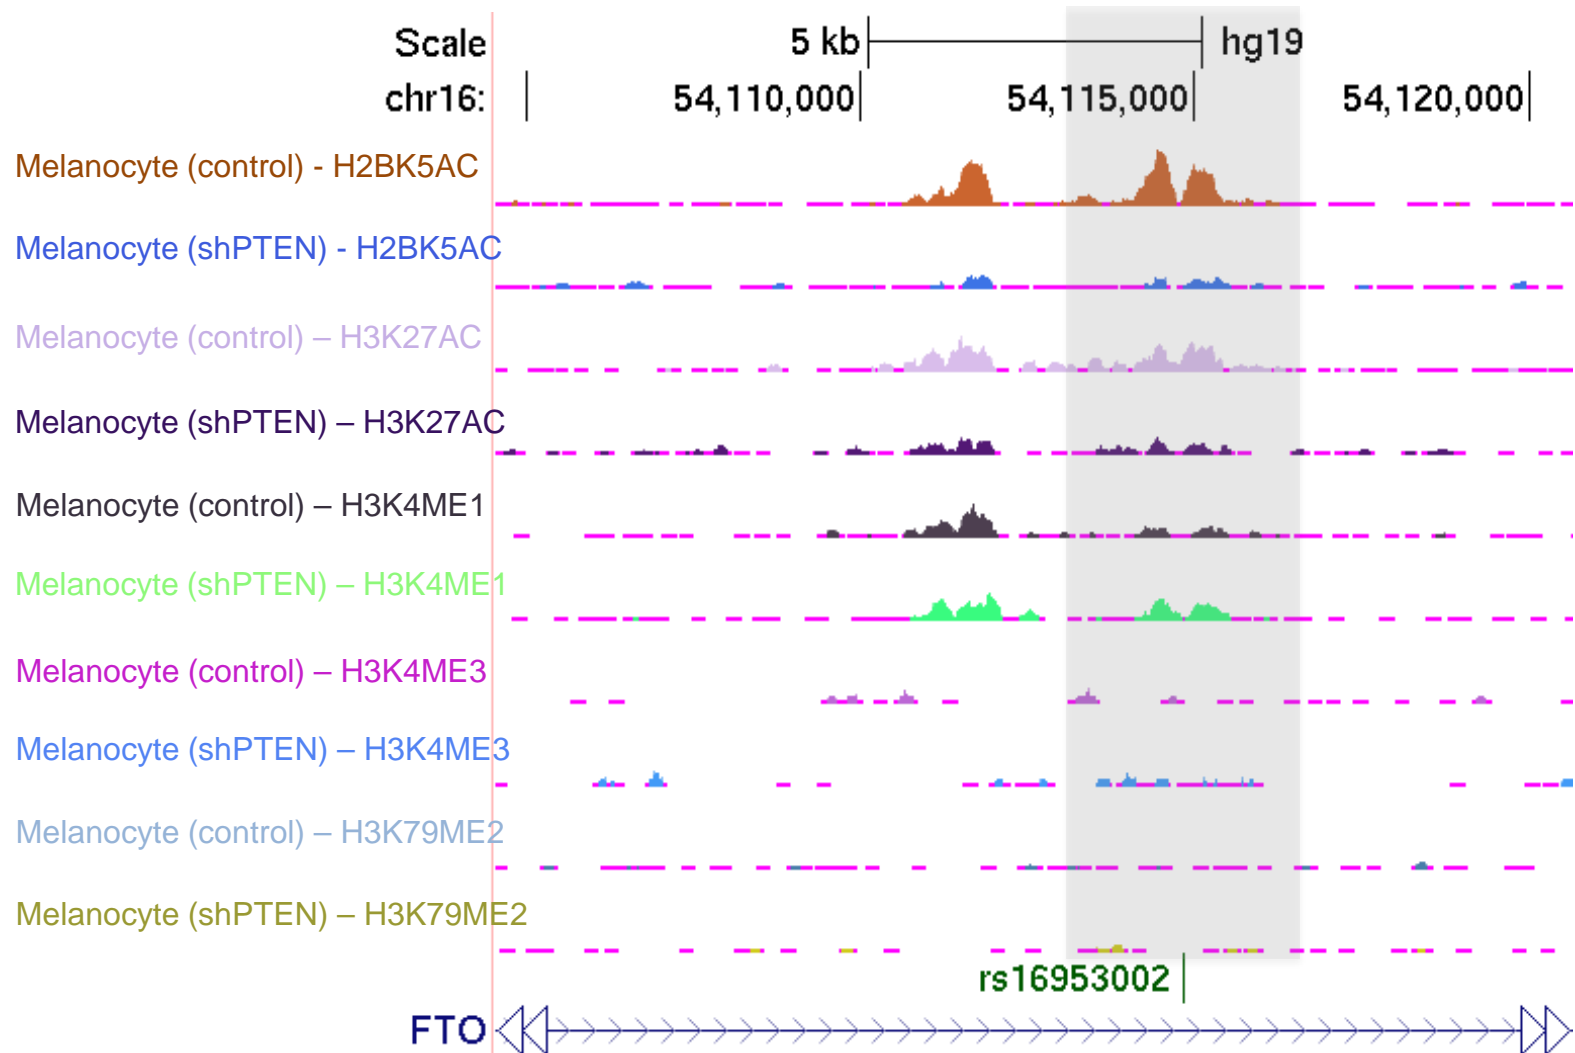 Scale 5 kb hg19
chr16: 54,110,000 54,115,000 54,120,000
Melanocyte (control) - H2BK5AC
Melanocyte (shPTEN) - H2BK5AC
Melanocyte (control) – H3K27AC
Melanocyte (shPTEN) – H3K27AC
Melanocyte (control) – H3K4ME1
Melanocyte (shPTEN) – H3K4ME1
Melanocyte (control) – H3K4ME3
Melanocyte (shPTEN) – H3K4ME3
Melanocyte (control) – H3K79ME2
Melanocyte (shPTEN) – H3K79ME2
rs16953002
FTO